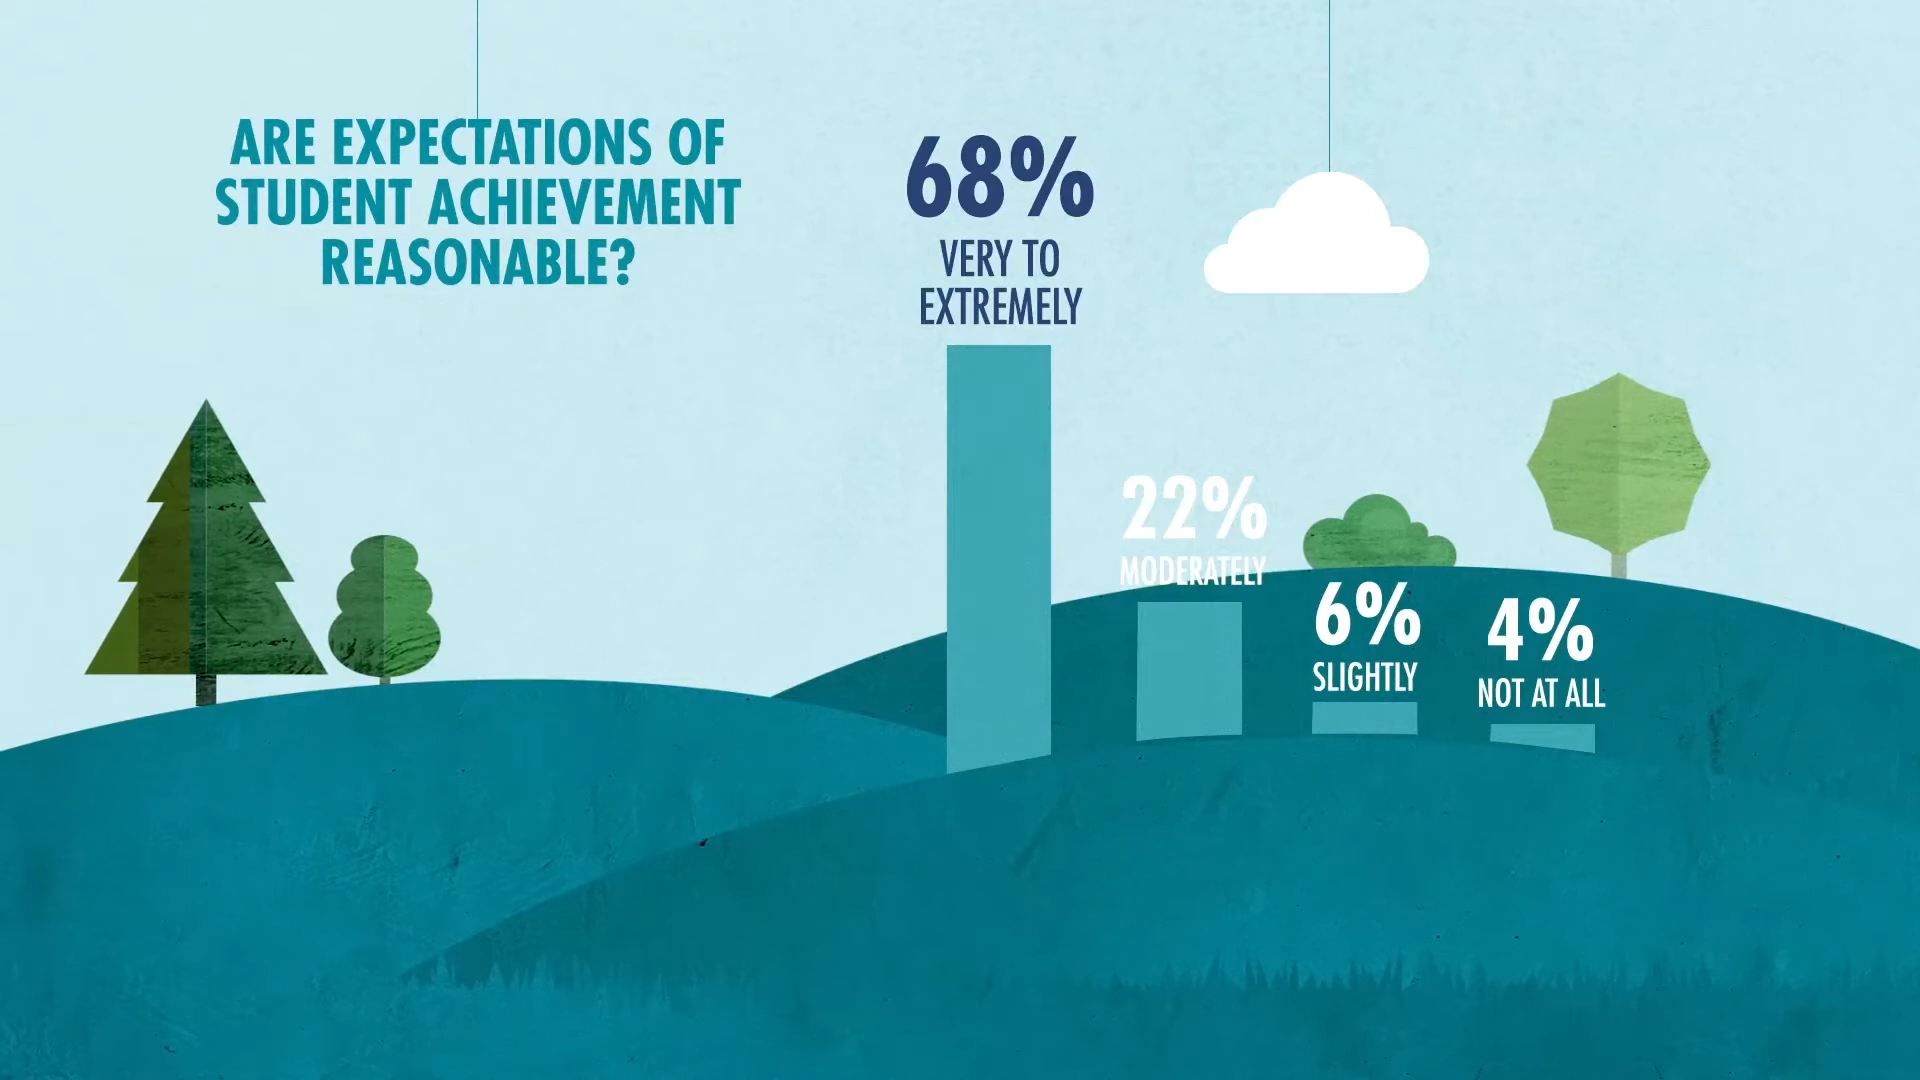 ARE EXPECTATIONS OF
STUDENT ACHIEVEMENT
REASONABLE?
68%
VERY TO
EXTREMELY
22%
MODERATELY
6%
SLIGHTLY
4%
NOT AT ALL